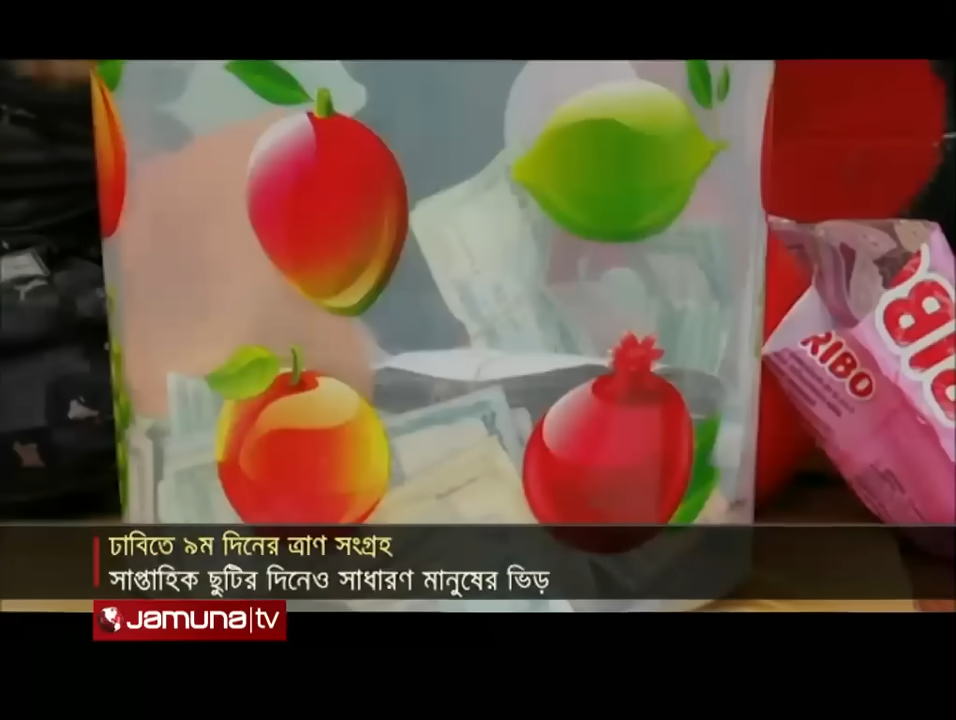 RIBO
ঢাবিতে ৯ম দিনের ত্রাণ সংগ্রহ
সাপ্তাহিক ছুটির দিনেও সাধারণ মানুষের ভিড়
Jamuna|tv